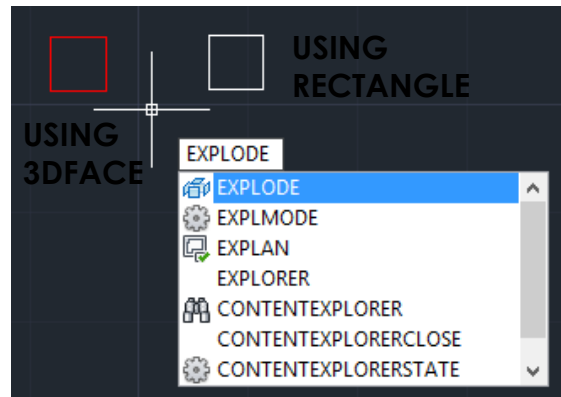 USING
RECTANGLE
USING
3DFACE
EXPLODE
EXPLODE
EXPLMODE
EXPLAN
EXPLORER
CONTENTEXPLORER
CONTENTEXPLORERCLOSE
CONTENTEXPLORERSTATE